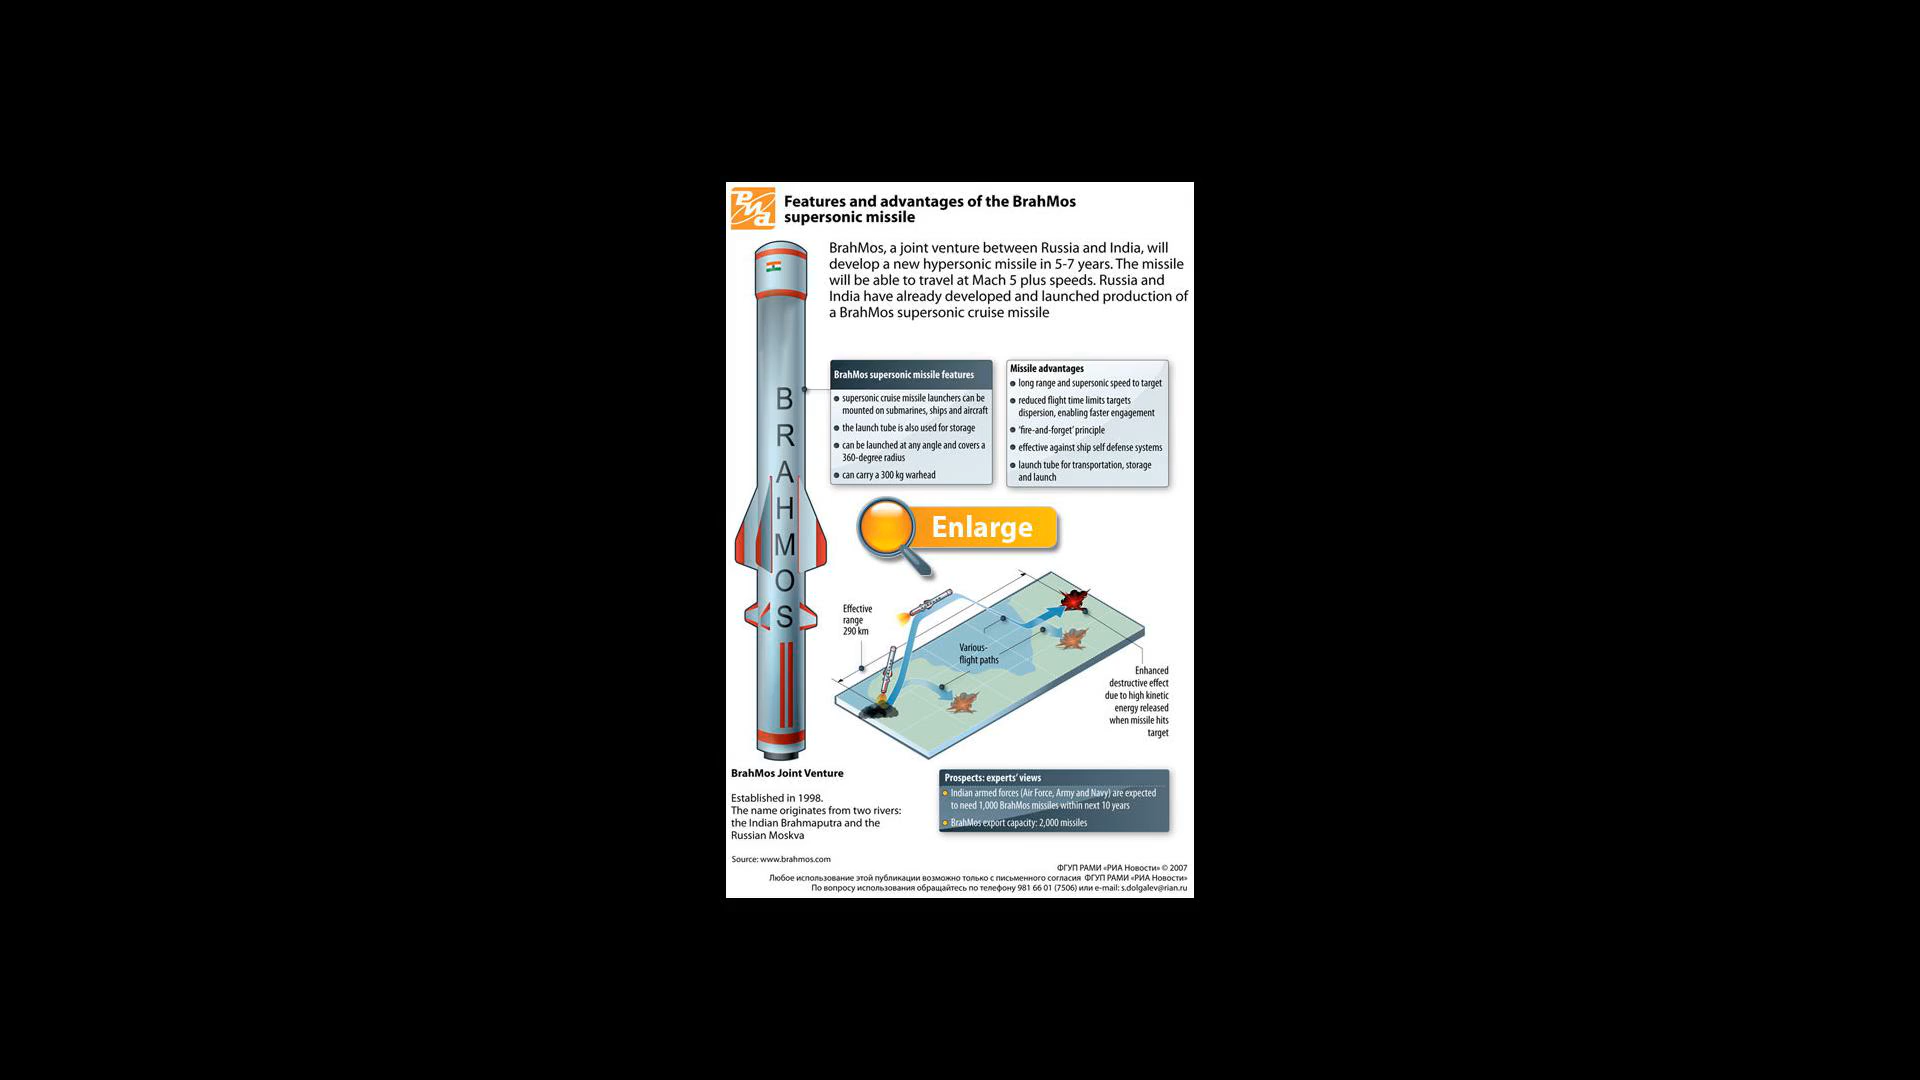 РИА
Features and advantages of the BrahMos
supersonic missile
BrahMos, a joint venture between Russia and India, will
develop a new hypersonic missile in 5-7 years. The missile
will be able to travel at Mach 5 plus speeds. Russia and
India have already developed and launched production of
a BrahMos supersonic cruise missile
BRAHMOS
BrahMos supersonic missile features
supersonic cruise missile launchers can be
mounted on submarines, ships and aircraft
the launch tube is also used for storage
can be launched at any angle and covers a
360-degree radius
can carry a 300 kg warhead
Missile advantages
long range and supersonic speed to target
reduced flight time limits targets
dispersion, enabling faster engagement
'fire-and-forget' principle
effective against ship self defense systems
launch tube for transportation, storage
and launch
Enlarge
Effective
range
290 km
Various-
flight paths
Enhanced
destructive effect
due to high kinetic
energy released
when missile hits
target
BrahMos Joint Venture
Established in 1998.
The name originates from two rivers:
the Indian Brahmaputra and the
Russian Moskva
Prospects: experts' views
Indian armed forces (Air Force, Army and Navy) are expected
to need 1,000 BrahMos missiles within next 10 years
BrahMos export capacity: 2,000 missiles
Source: www.brahmos.com
ФГУП РАМИ «РИА Новости» © 2007
Любое использование этой публикации возможно только с письменного согласия ФГУП РАМИ «РИА Новости»
По вопросу использования обращайтесь по телефону 981 66 01 (7506) или e-mail: s.dolgalev@rian.ru